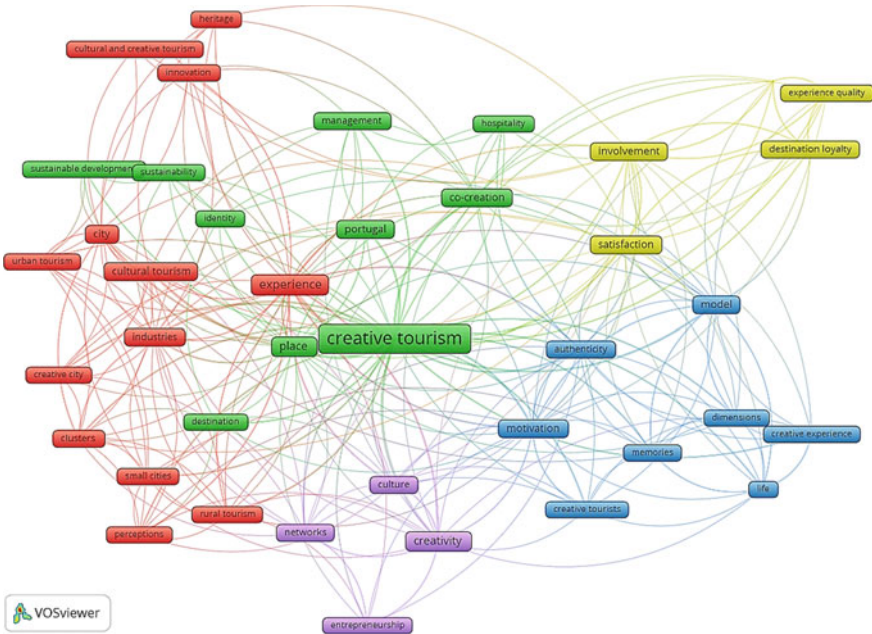 heritage
cultural and creative tourism
innovation
experience quality
management
hospitality
involvement
destination loyalty
sustainable development
sustainability
co-creation
identity
portugal
city
satisfaction
urban tourism
cultural tourism
experience
model
industries
creative tourism
place
authenticity
creative city
destination
dimensions
motivation
creative experience
clusters
memories
small cities
culture
life
rural tourism
creative tourists
perceptions
networks
creativity
VOSviewer
entrepreneurship